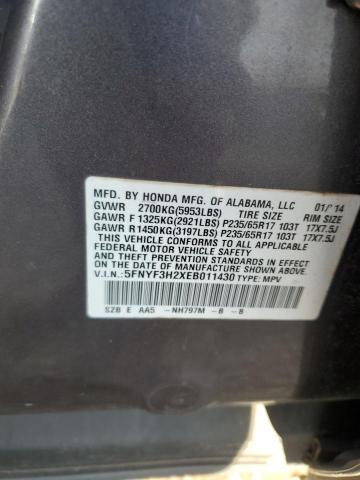 MFD. BY HONDA MFG. OF ALABAMA, LLC 01/'14
GVWR 2700KG(5953LBS) TIRE SIZE RIM SIZE
GAWR F 1325KG(2921LBS) P235/65R17 103T 17X7.5J
GAWR R 1450KG(3197LBS) P235/65R17 103T 17X7.5J
THIS VEHICLE CONFORMS TO ALL APPLICABLE
FEDERAL MOTOR VEHICLE SAFETY AND THEFT
PREVENTION STANDARDS IN EFFECT ON THE
DATE OF MANUFACTURE SHOWN ABOVE.
V.I.N.:5FNYF3H2XEB011430 TYPE: MPV
SZB E AA5 -NH797M -8 -8